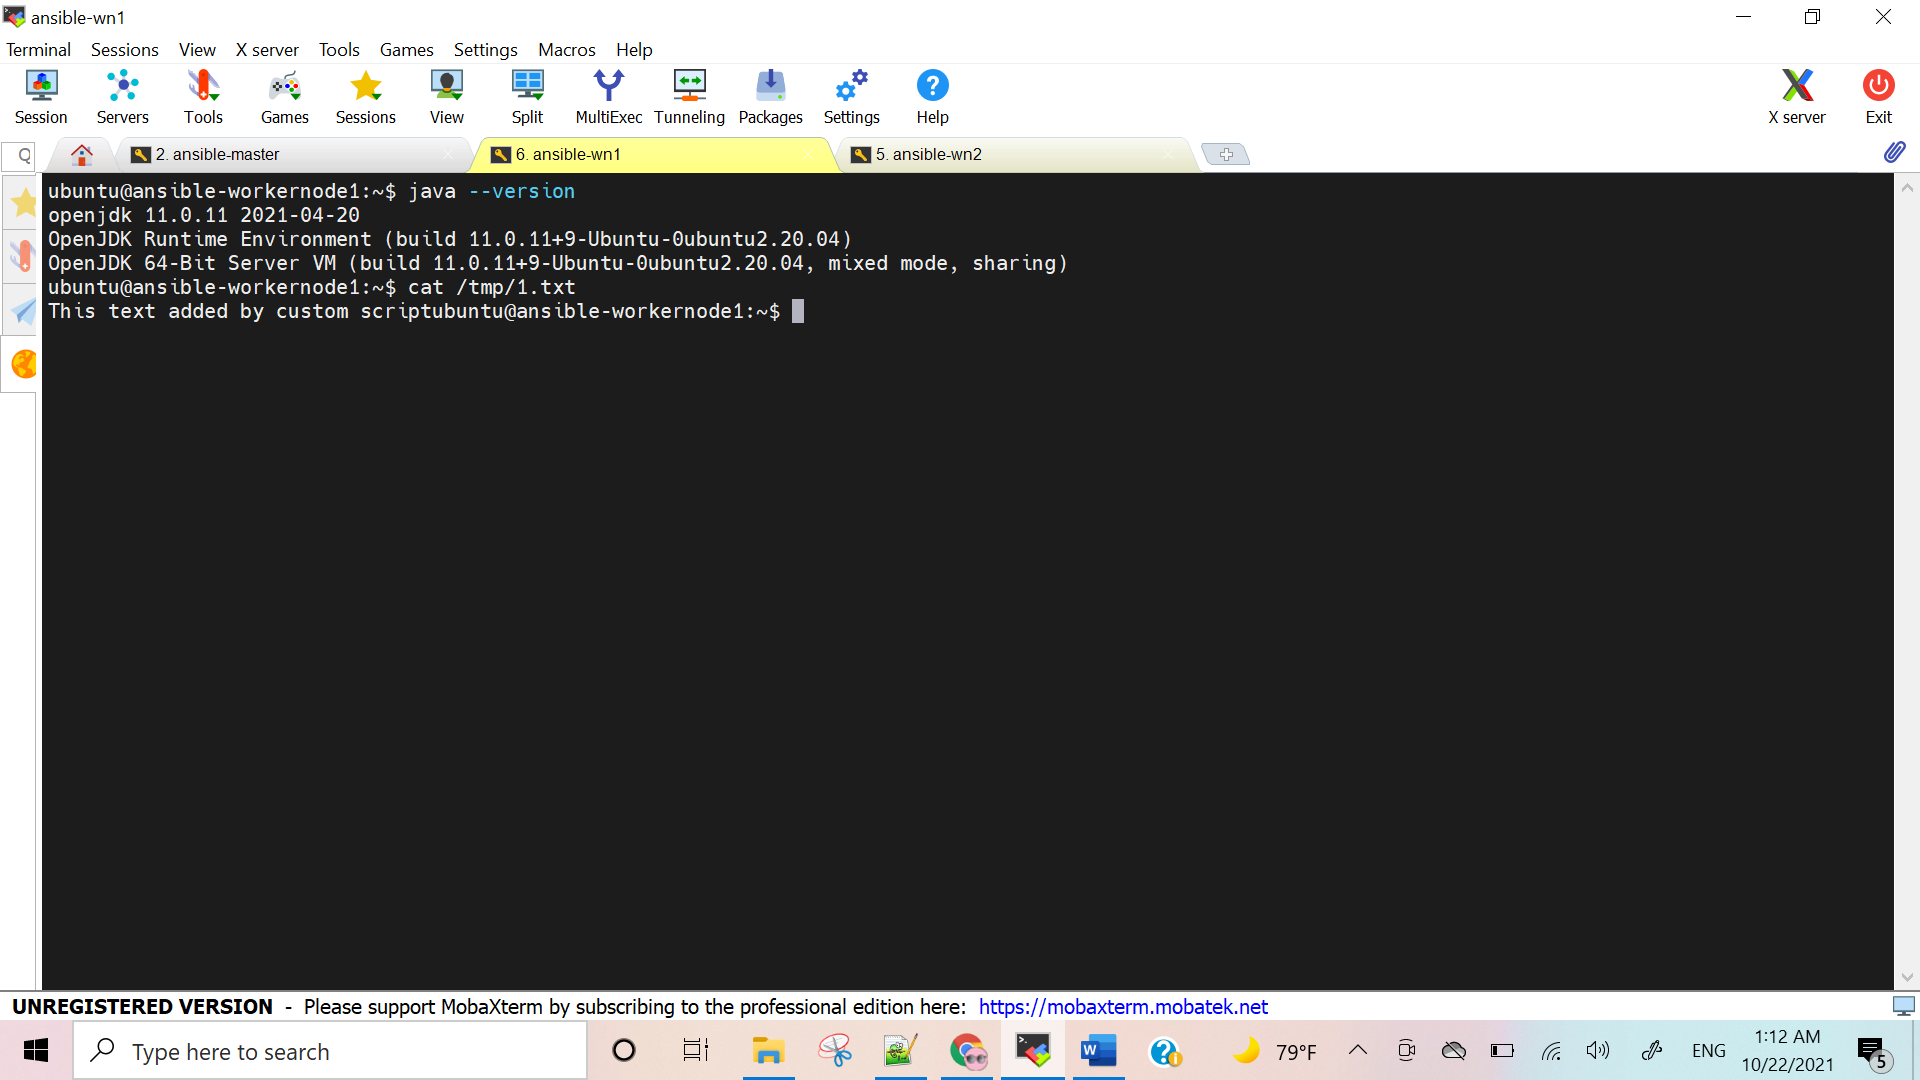 ansible-wn1
Terminal Sessions View X server Tools Games Settings Macros Help
Session Servers Tools Games Sessions View Split MultiExec Tunneling Packages Settings Help X server Exit
2. ansible-master 6. ansible-wn1 5. ansible-wn2
ubuntu@ansible-workernode1:~$ java --version
openjdk 11.0.11 2021-04-20
OpenJDK Runtime Environment (build 11.0.11+9-Ubuntu-0ubuntu2.20.04)
OpenJDK 64-Bit Server VM (build 11.0.11+9-Ubuntu-0ubuntu2.20.04, mixed mode, sharing)
ubuntu@ansible-workernode1:~$ cat /tmp/1.txt
This text added by custom scriptubuntu@ansible-workernode1:~$
UNREGISTERED VERSION - Please support MobaXterm by subscribing to the professional edition here: https://mobaxterm.mobatek.net
Type here to search 79°F ENG 1:12 AM
10/22/2021 5